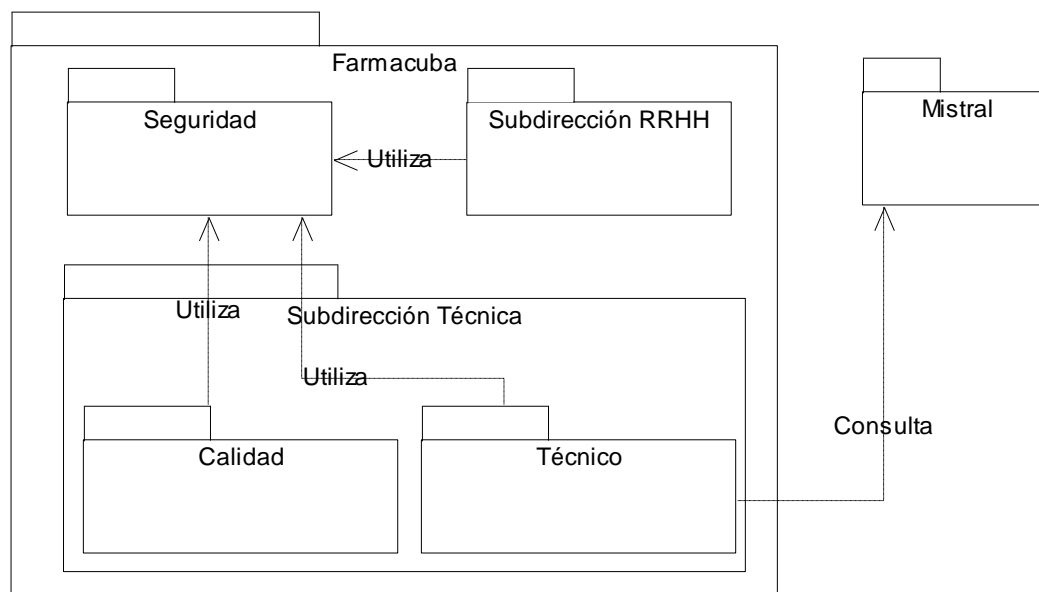 Farmacuba
Seguridad
Subdirección RRHH
Mistral
Utiliza
Utiliza
Subdirección Técnica
Utiliza
Consulta
Calidad
Técnico